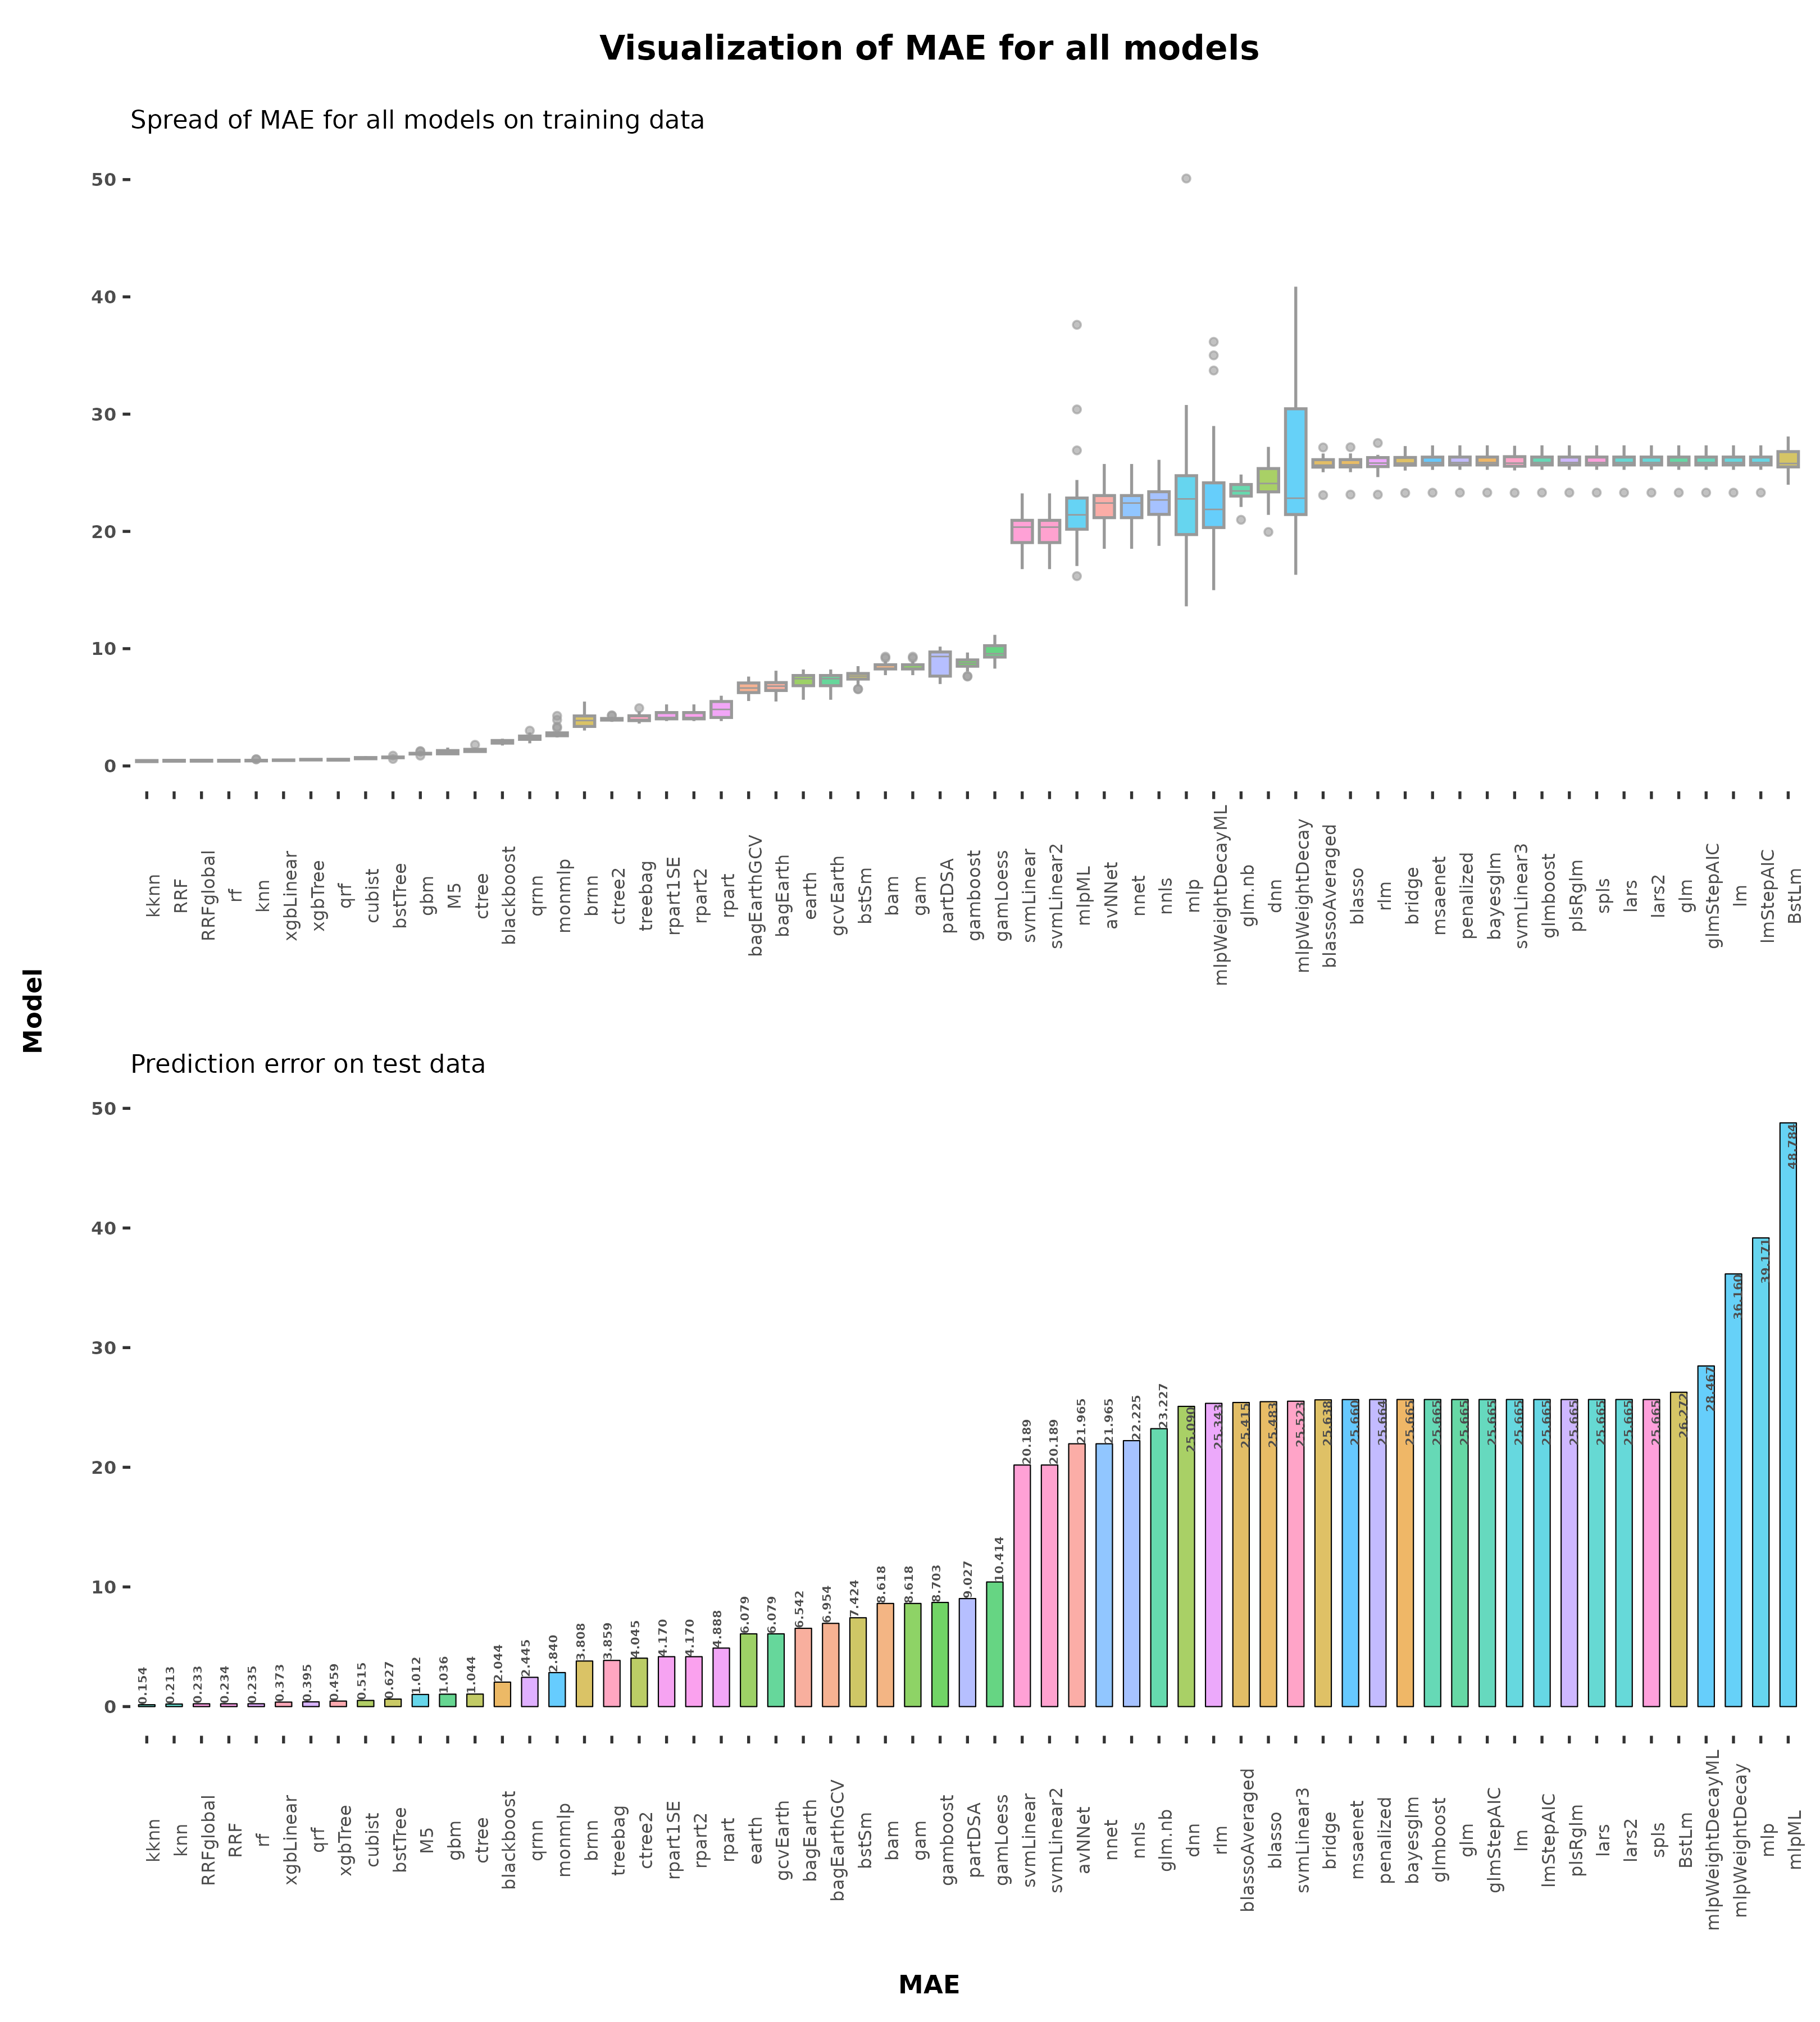 Visualization of MAE for all models
Spread of MAE for all models on training data
50
40
30
20
10
0
kknn
RRF
RRFglobal
rf
knn
xgbLinear
xgbTree
qrf
cubist
bstTree
gbm
M5
ctree
blackboost
qrnn
monmlp
brnn
ctree2
treebag
rpart1SE
rpart2
rpart
bagEarthGCV
bagEarth
earth
gcvEarth
bstSm
bam
gam
partDSA
gamboost
gamLoess
svmLinear
svmLinear2
mlpML
avNNet
nnet
nnls
mlp
mlpWeightDecayML
glm.nb
dnn
mlpWeightDecay
blassoAveraged
blasso
rlm
bridge
msaenet
penalized
bayesglm
svmLinear3
glmboost
plsRglm
spls
lars
lars2
glm
glmStepAIC
lm
lmStepAIC
BstLm
Model
Prediction error on test data
50
40
30
20
10
0
0.154
0.213
0.233
0.234
0.235
0.373
0.395
0.459
0.515
0.627
1.012
1.036
1.044
2.044
2.445
2.840
3.808
3.859
4.045
4.170
4.170
4.888
6.079
6.079
6.542
6.954
7.424
8.618
8.618
8.703
9.027
10.414
20.189
20.189
21.965
21.965
22.225
23.227
25.090
25.343
25.415
25.483
25.523
25.638
25.660
25.664
25.665
25.665
25.665
25.665
25.665
25.665
25.665
25.665
25.665
25.665
26.272
28.467
36.160
39.171
48.784
kknn
knn
RRFglobal
RRF
rf
xgbLinear
qrf
xgbTree
cubist
bstTree
M5
gbm
ctree
blackboost
qrnn
monmlp
brnn
treebag
ctree2
rpart1SE
rpart2
rpart
earth
gcvEarth
bagEarth
bagEarthGCV
bstSm
bam
gam
gamboost
partDSA
gamLoess
svmLinear
svmLinear2
avNNet
nnet
nnls
glm.nb
dnn
rlm
blassoAveraged
blasso
svmLinear3
bridge
msaenet
penalized
bayesglm
glmboost
glm
glmStepAIC
lm
lmStepAIC
plsRglm
lars
lars2
spls
BstLm
mlpWeightDecayML
mlpWeightDecay
mlp
mlpML
MAE